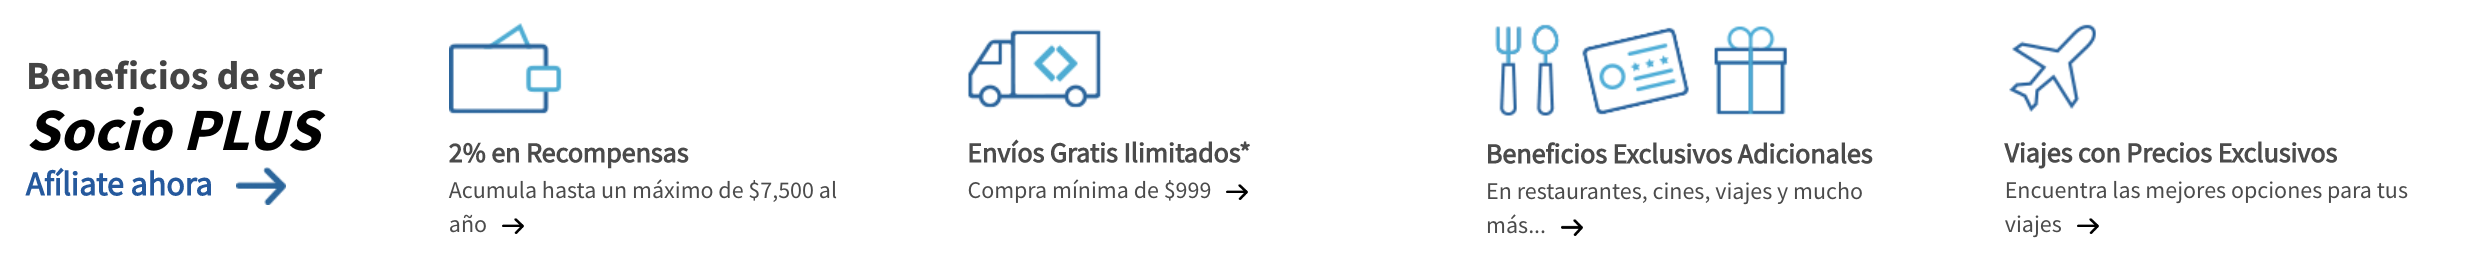 Beneficios de ser
Socio PLUS
Afíliate ahora
2% en Recompensas
Acumula hasta un máximo de $7,500 al
año
Envíos Gratis Ilimitados*
Compra mínima de $999
Beneficios Exclusivos Adicionales
En restaurantes, cines, viajes y mucho
más...
Viajes con Precios Exclusivos
Encuentra las mejores opciones para tus
viajes